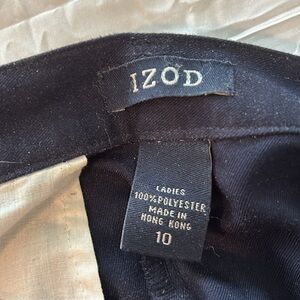 IZOD
LADIES
100% POLYESTER
MADE IN
HONG KONG
10